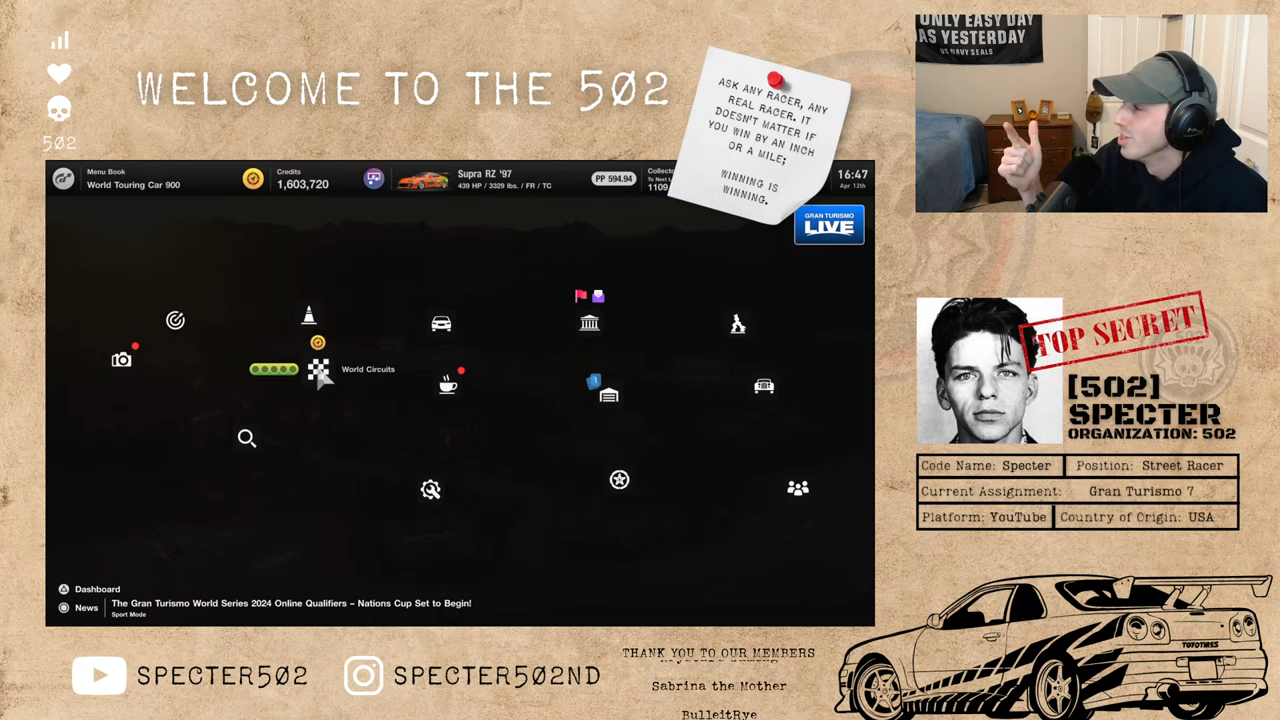 ONLY EASY DAY
AS YESTERDAY
US NAVY SEALS
WELCOME TO THE 502
502
ASK ANY RACER, ANY
REAL RACER. IT
DOESN'T MATTER IF
YOU WIN BY AN INCH
OR A MILE;
WINNING IS
WINNING.
Menu Book
World Touring Car 900
Credits
1,603,720
Supra RZ '97
439 HP / 3329 lbs. / FR / TC
PP 594.94
Collecto
To Next L
1109
16:47
Apr 12th
GRAN TURISMO
LIVE
World Circuits
Dashboard
News
The Gran Turismo World Series 2024 Online Qualifiers – Nations Cup Set to Begin!
Sport Mode
TOP SECRET
[502]
SPECTER
ORGANIZATION: 502
Code Name: Specter
Position: Street Racer
Current Assignment: Gran Turismo 7
Platform: YouTube
Country of Origin: USA
TOYOTIRES
SPECTER502
SPECTER502ND
THANK YOU TO OUR MEMBERS
Sabrina the Mother
BulleitRye